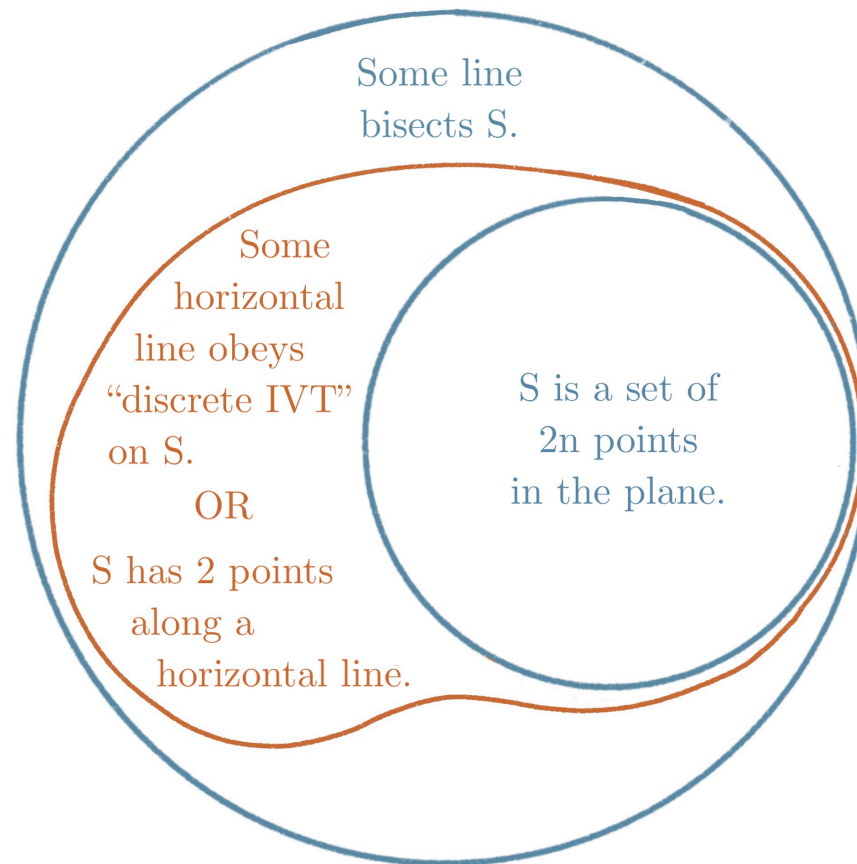 Some line
bisects S.
Some
horizontal
line obeys
“discrete IVT”
on S.
OR
S has 2 points
along a
horizontal line.
S is a set of
2n points
in the plane.